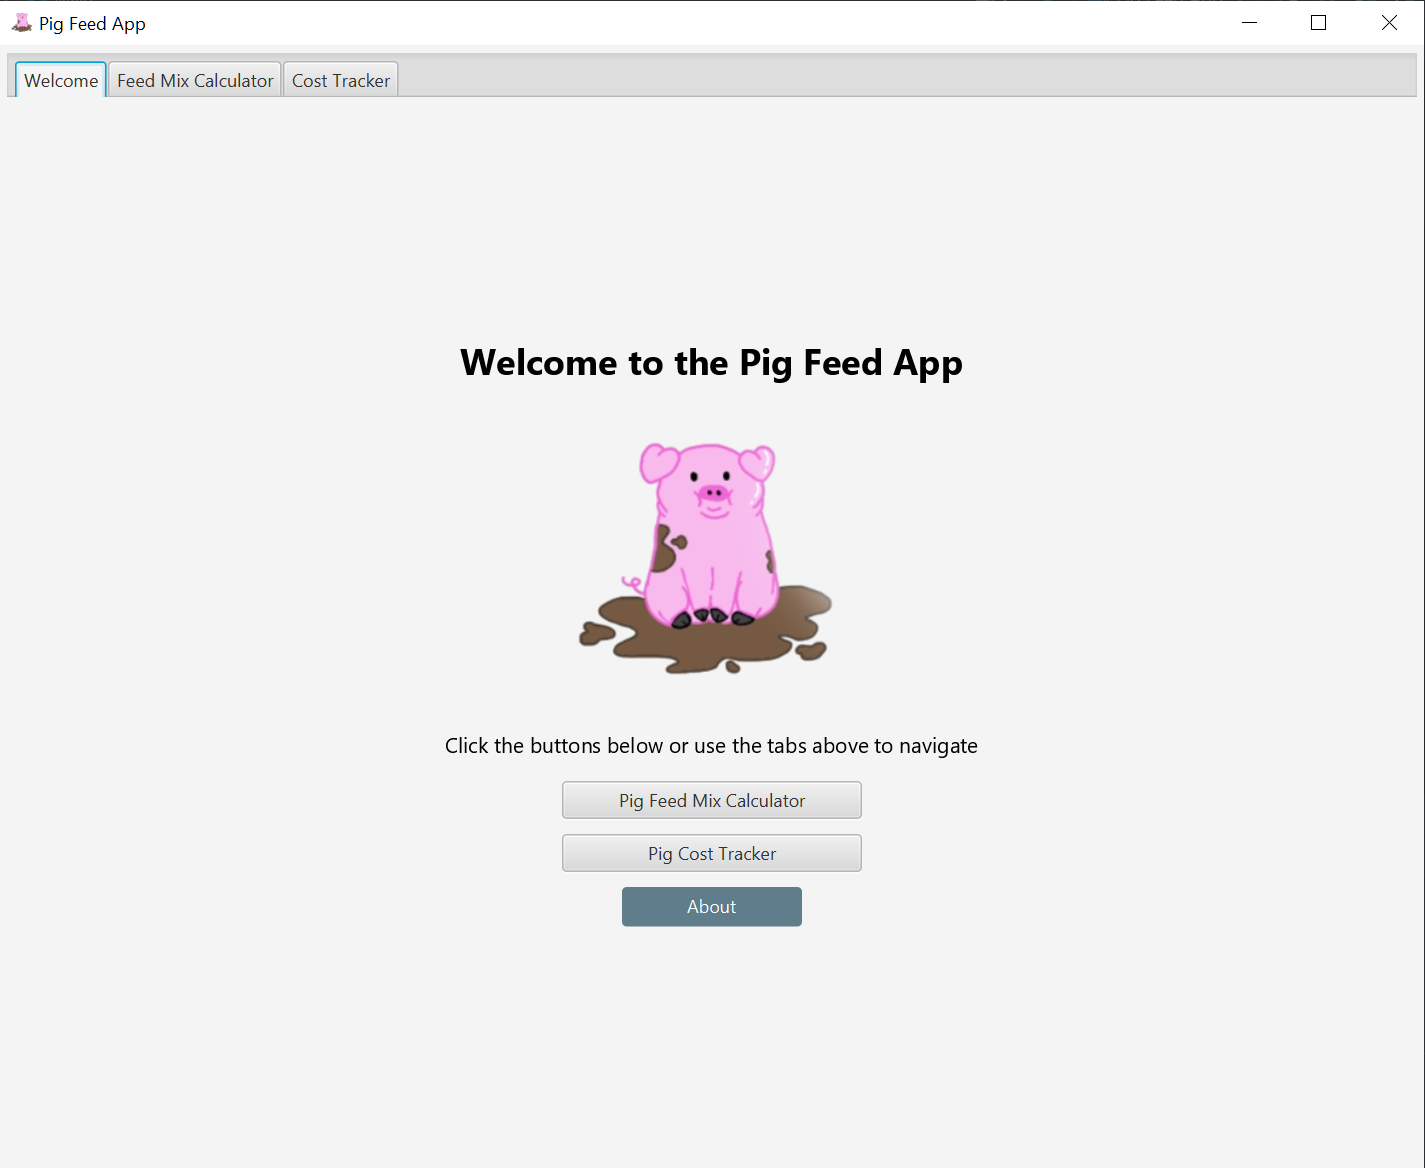 Pig Feed App
Welcome Feed Mix Calculator Cost Tracker
Welcome to the Pig Feed App
Click the buttons below or use the tabs above to navigate
Pig Feed Mix Calculator
Pig Cost Tracker
About